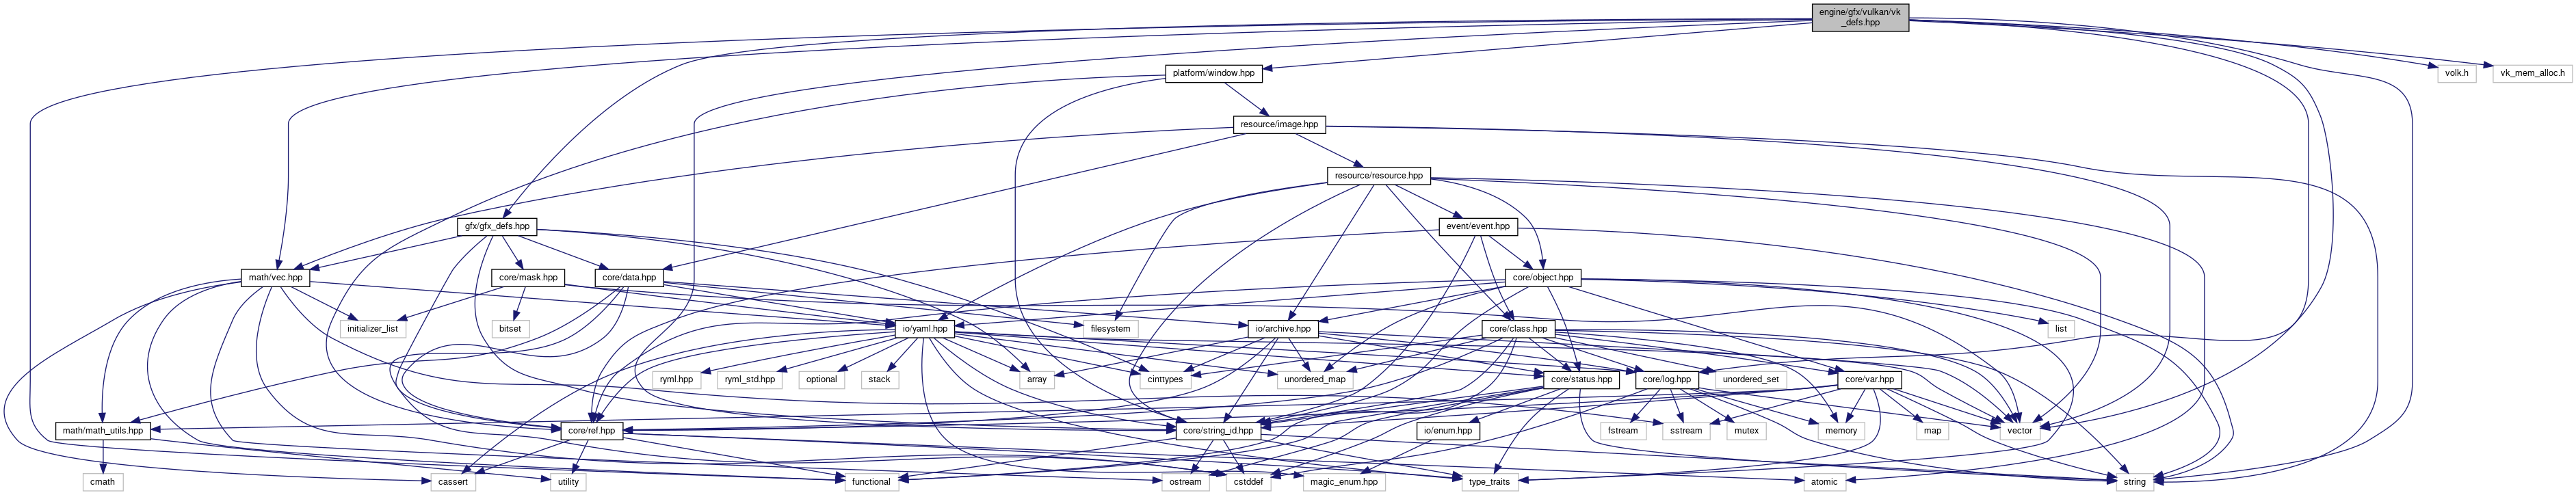 engine/gfx/vulkan/vk
_defs.hpp
platform/window.hpp
volk.h
vk_mem_alloc.h
resource/image.hpp
resource/resource.hpp
gfx/gfx_defs.hpp
event/event.hpp
math/vec.hpp
core/mask.hpp
core/data.hpp
core/object.hpp
initializer_list
bitset
io/yaml.hpp
filesystem
io/archive.hpp
core/class.hpp
list
ryml.hpp
ryml_std.hpp
optional
stack
array
cinttypes
unordered_map
core/status.hpp
core/log.hpp
unordered_set
core/var.hpp
math/math_utils.hpp
core/ref.hpp
core/string_id.hpp
io/enum.hpp
fstream
sstream
mutex
memory
map
vector
cmath
cassert
utility
functional
ostream
cstddef
magic_enum.hpp
type_traits
atomic
string